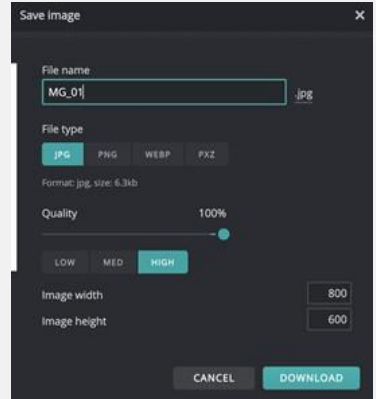 Save image ×
File name
MG_01 .jpg
File type
JPG PNG WEBP PXZ
Format: jpg, size: 6.3kb
Quality 100%
LOW MED HIGH
Image width 800
Image height 600
CANCEL DOWNLOAD